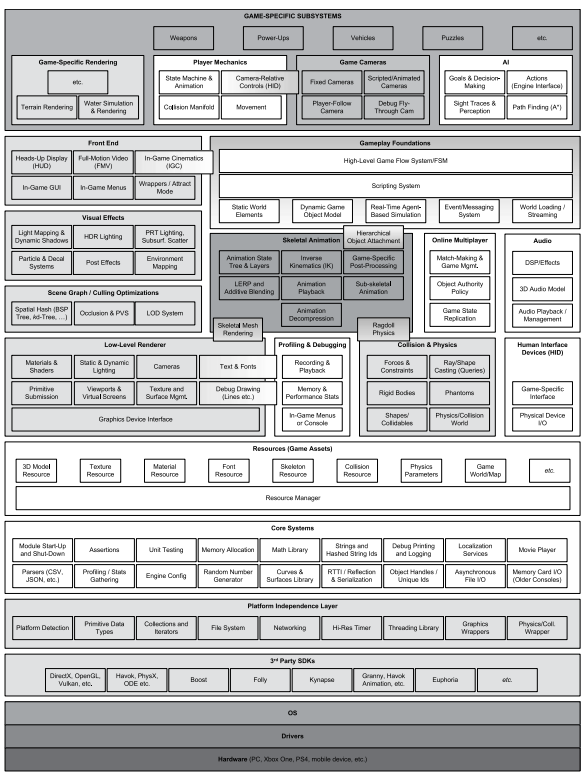 GAME-SPECIFIC SUBSYSTEMS
Weapons
Power-Ups
Vehicles
Puzzles
etc.
Game-Specific Rendering
etc.
Terrain Rendering
Water Simulation
& Rendering
Player Mechanics
State Machine &
Animation
Camera-Relative
Controls (HID)
Collision Manifold
Movement
Game Cameras
Fixed Cameras
Scripted/Animated
Cameras
Player-Follow
Camera
Debug Fly-
Through Cam
AI
Goals & Decision-
Making
Actions
(Engine Interface)
Sight Traces &
Perception
Path Finding (A*)
Front End
Heads-Up Display
(HUD)
Full-Motion Video
(FMV)
In-Game Cinematics
(IGC)
In-Game GUI
In-Game Menus
Wrappers / Attract
Mode
Gameplay Foundations
High-Level Game Flow System/FSM
Scripting System
Static World
Elements
Dynamic Game
Object Model
Real-Time Agent-
Based Simulation
Event/Messaging
System
World Loading /
Streaming
Visual Effects
Light Mapping &
Dynamic Shadows
HDR Lighting
PRT Lighting,
Subsurf. Scatter
Particle & Decal
Systems
Post Effects
Environment
Mapping
Hierarchical
Object Attachment
Skeletal Animation
Animation State
Tree & Layers
Inverse
Kinematics (IK)
Game-Specific
Post-Processing
LERP and
Additive Blending
Animation
Playback
Sub-skeletal
Animation
Animation
Decompression
Online Multiplayer
Match-Making &
Game Mgmt.
Object Authority
Policy
Game State
Replication
Audio
DSP/Effects
3D Audio Model
Audio Playback /
Management
Scene Graph / Culling Optimizations
Spatial Hash (BSP
Tree, kd-Tree, …)
Occlusion & PVS
LOD System
Skeletal Mesh
Rendering
Ragdoll
Physics
Low-Level Renderer
Materials &
Shaders
Static & Dynamic
Lighting
Cameras
Text & Fonts
Primitive
Submission
Viewports &
Virtual Screens
Texture and
Surface Mgmt.
Debug Drawing
(Lines etc.)
Graphics Device Interface
Profiling & Debugging
Recording &
Playback
Memory &
Performance Stats
In-Game Menus
or Console
Collision & Physics
Forces &
Constraints
Ray/Shape
Casting (Queries)
Rigid Bodies
Phantoms
Shapes/
Collidables
Physics/Collision
World
Human Interface
Devices (HID)
Game-Specific
Interface
Physical Device
I/O
Resources (Game Assets)
3D Model
Resource
Texture
Resource
Material
Resource
Font
Resource
Skeleton
Resource
Collision
Resource
Physics
Parameters
Game
World/Map
etc.
Resource Manager
Core Systems
Module Start-Up
and Shut-Down
Assertions
Unit Testing
Memory Allocation
Math Library
Strings and
Hashed String Ids
Debug Printing
and Logging
Localization
Services
Movie Player
Parsers (CSV,
JSON, etc.)
Profiling / Stats
Gathering
Engine Config
Random Number
Generator
Curves &
Surfaces Library
RTTI / Reflection
& Serialization
Object Handles /
Unique Ids
Asynchronous
File I/O
Memory Card I/O
(Older Consoles)
Platform Independence Layer
Platform Detection
Primitive Data
Types
Collections and
Iterators
File System
Networking
Hi-Res Timer
Threading Library
Graphics
Wrappers
Physics/Coll.
Wrapper
3rd Party SDKs
DirectX, OpenGL,
Vulkan, etc.
Havok, PhysX,
ODE etc.
Boost
Folly
Kynapse
Granny, Havok
Animation, etc.
Euphoria
etc.
OS
Drivers
Hardware (PC, Xbox One, PS4, mobile device, etc.)